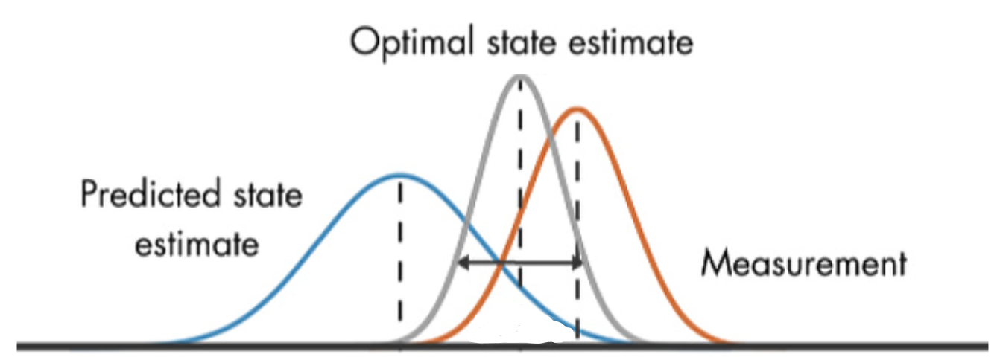 Optimal state estimate
Predicted state
estimate
Measurement